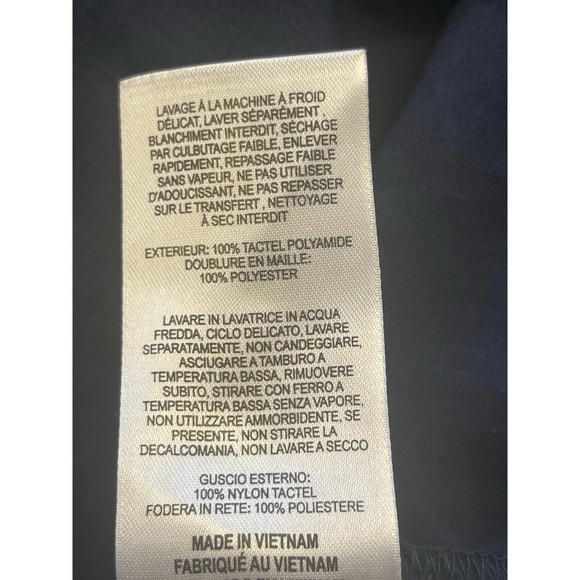 LAVAGE À LA MACHINE À FROID
DÉLICAT, LAVER SÉPARÉMENT ,
BLANCHIMENT INTERDIT, SÉCHAGE
PAR CULBUTAGE FAIBLE, ENLEVER
RAPIDEMENT, REPASSAGE FAIBLE
SANS VAPEUR, NE PAS UTILISER
D'ADOUCISSANT, NE PAS REPASSER
SUR LE TRANSFERT , NETTOYAGE
À SEC INTERDIT
EXTERIEUR: 100% TACTEL POLYAMIDE
DOUBLURE EN MAILLE:
100% POLYESTER
LAVARE IN LAVATRICE IN ACQUA
FREDDA, CICLO DELICATO, LAVARE
SEPARATAMENTE, NON CANDEGGIARE,
ASCIUGARE A TAMBURO A
TEMPERATURA BASSA, RIMUOVERE
SUBITO, STIRARE CON FERRO A
TEMPERATURA BASSA SENZA VAPORE,
NON UTILIZZARE AMMORBIDENTE, SE
PRESENTE, NON STIRARE LA
DECALCOMANIA, NON LAVARE A SECCO
GUSCIO ESTERNO:
100% NYLON TACTEL
FODERA IN RETE: 100% POLIESTERE
MADE IN VIETNAM
FABRIQUÉ AU VIETNAM